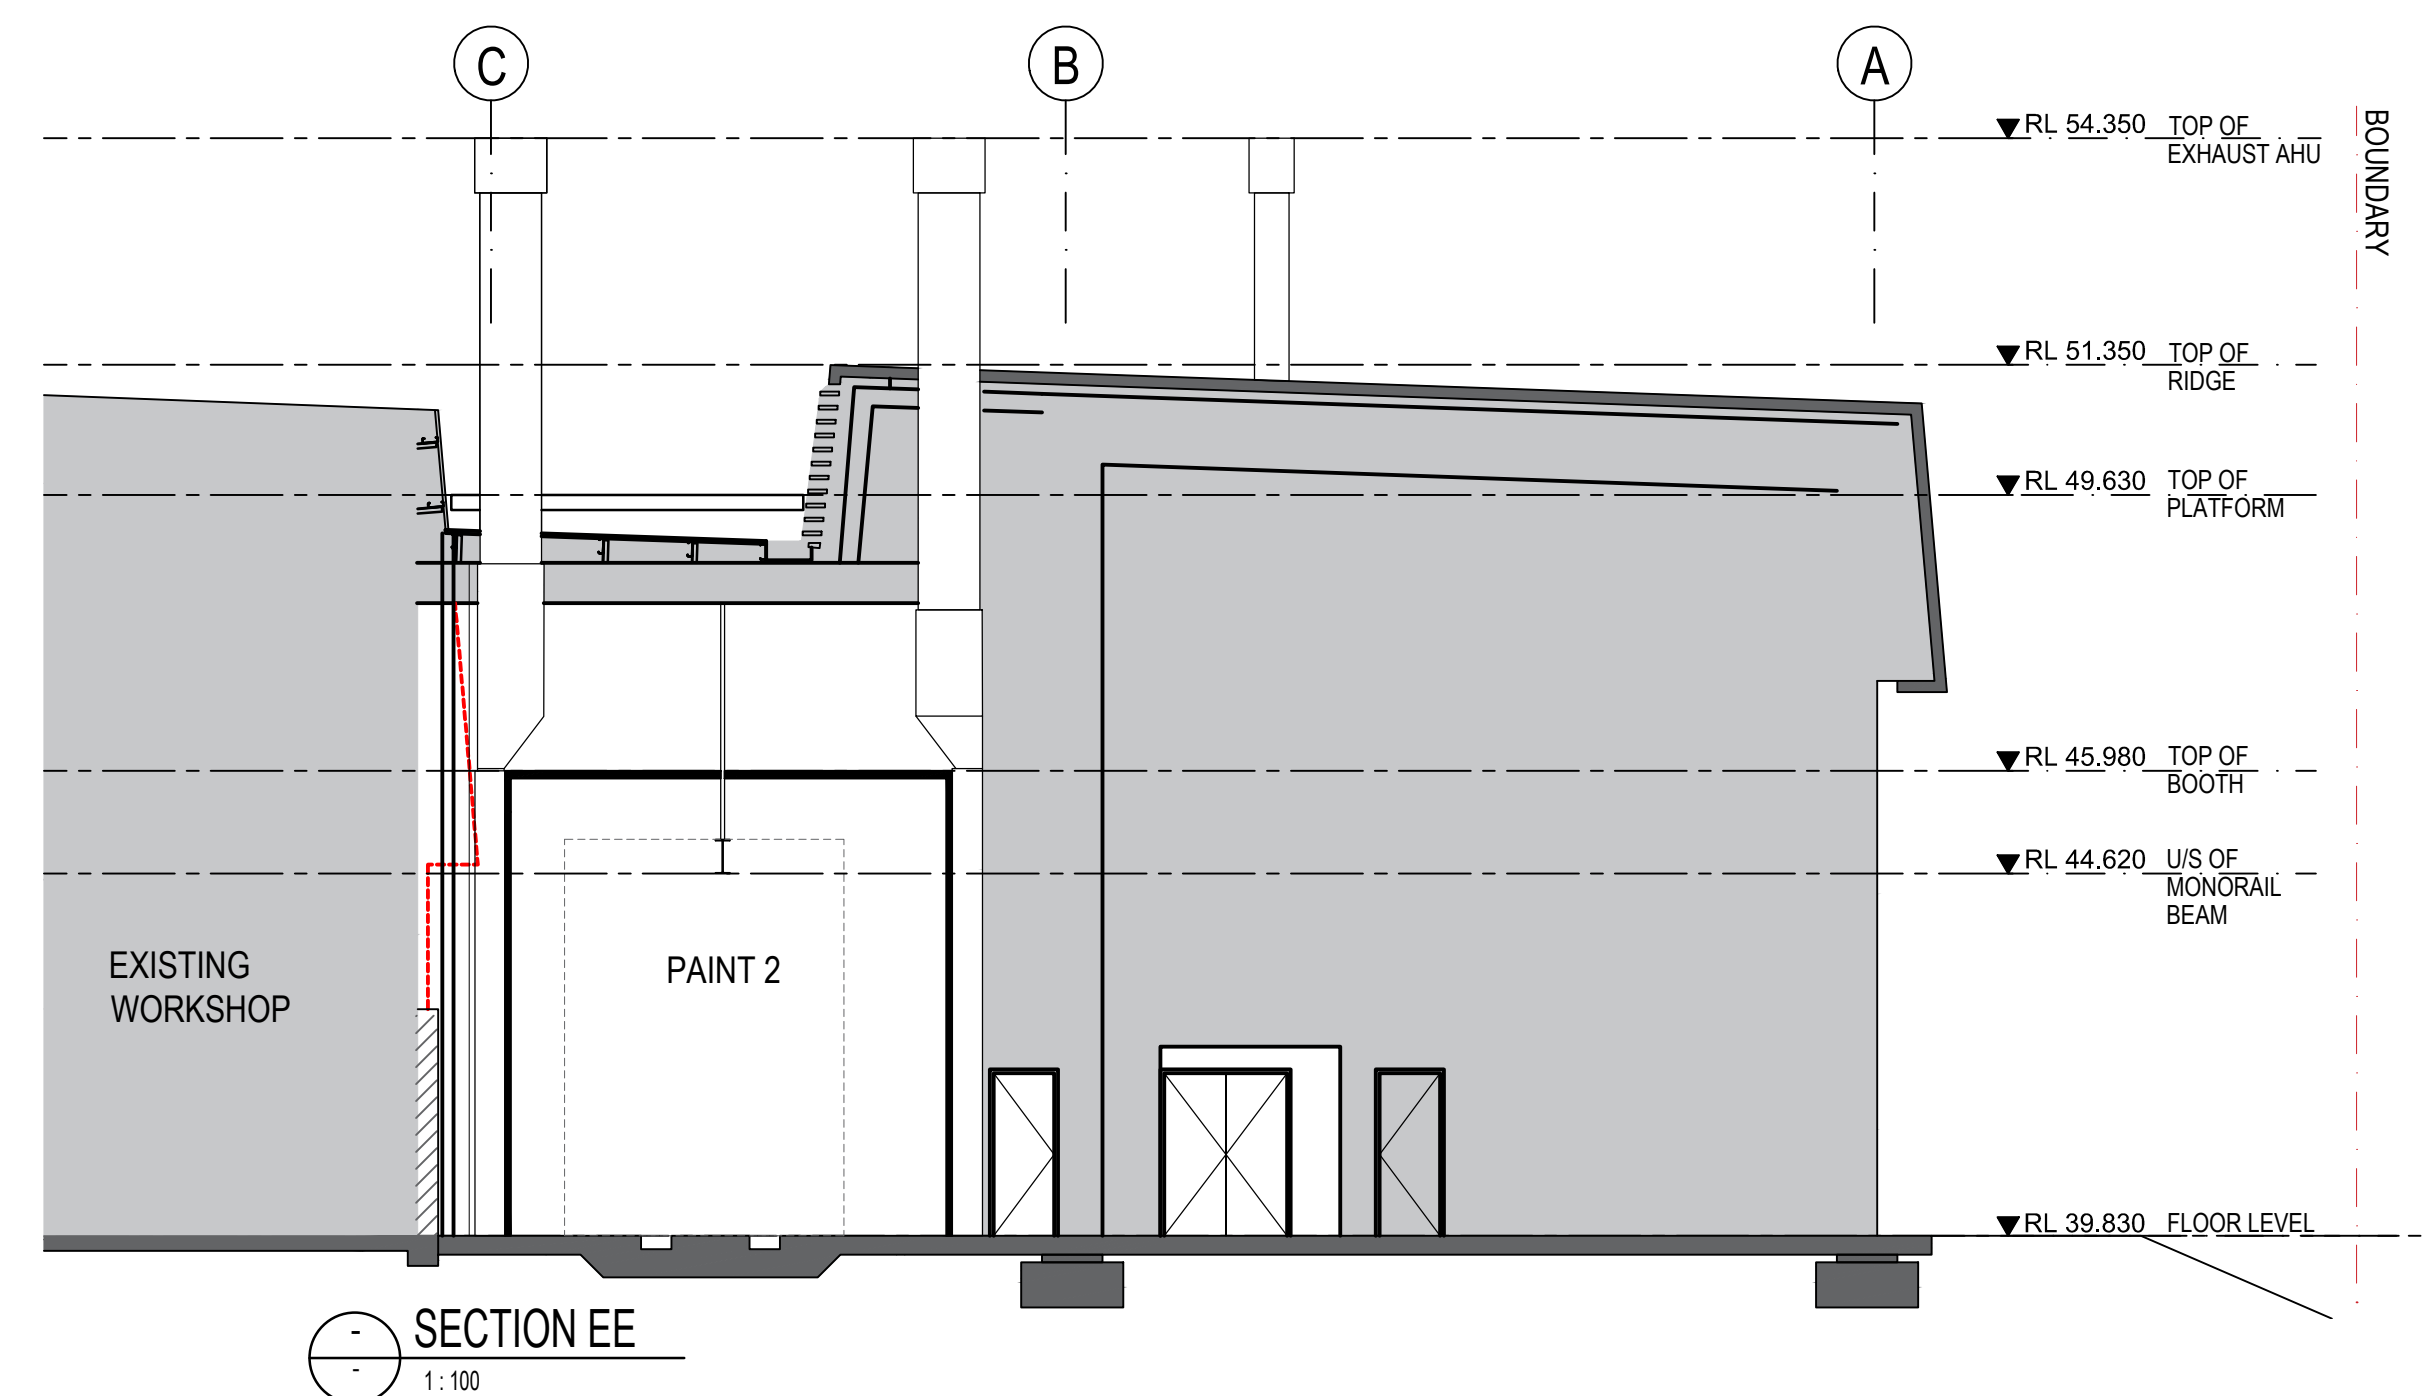 C
B
A
BOUNDARY
RL 54.350 TOP OF
EXHAUST AHU
RL 51.350 TOP OF
RIDGE
RL 49.630 TOP OF
PLATFORM
RL 45.980 TOP OF
BOOTH
RL 44.620 U/S OF
MONORAIL
BEAM
EXISTING
WORKSHOP
PAINT 2
RL 39.830 FLOOR LEVEL
-
-
SECTION EE
1 : 100